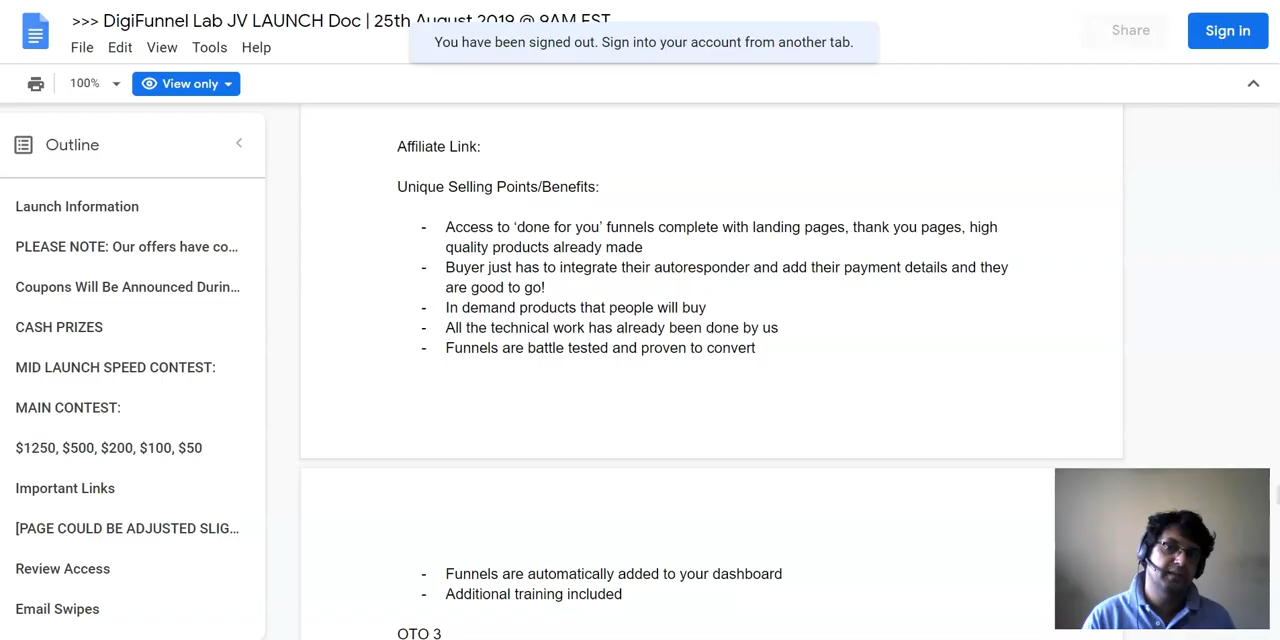 >>> DigiFunnel Lab JV LAUNCH Doc | 25th August 2019 @ 9AM EST
File Edit View Tools Help
You have been signed out. Sign into your account from another tab.
Share
Sign in
100%
View only
Outline
Launch Information
PLEASE NOTE: Our offers have co...
Coupons Will Be Announced Durin...
CASH PRIZES
MID LAUNCH SPEED CONTEST:
MAIN CONTEST:
$1250, $500, $200, $100, $50
Important Links
[PAGE COULD BE ADJUSTED SLIG...
Review Access
Email Swipes
Affiliate Link:
Unique Selling Points/Benefits:
- Access to ‘done for you’ funnels complete with landing pages, thank you pages, high
quality products already made
- Buyer just has to integrate their autoresponder and add their payment details and they
are good to go!
- In demand products that people will buy
- All the technical work has already been done by us
- Funnels are battle tested and proven to convert
- Funnels are automatically added to your dashboard
- Additional training included
OTO 3